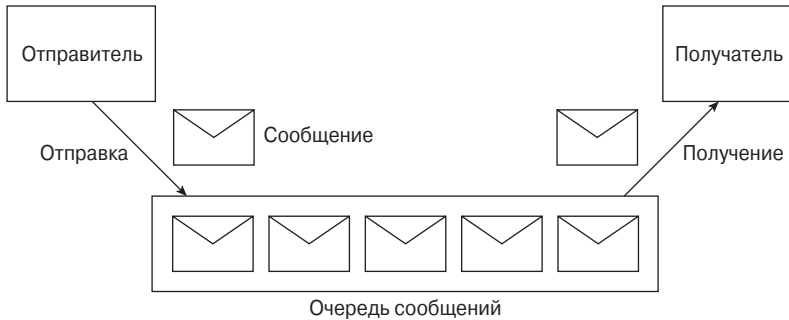 Отправитель
Получатель
Сообщение
Отправка
Получение
Очередь сообщений